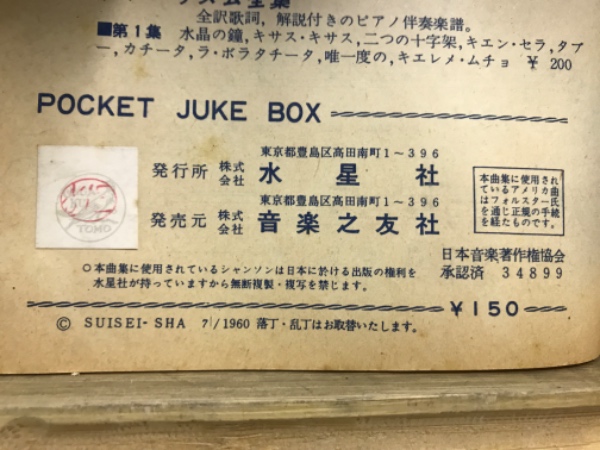 全訳歌詞，解説付きのピアノ伴奏楽譜。
■第1集 水晶の鐘,キサス・キサス,二つの十字架,キエン・セラ,タブ
ー,カチータ,ラ・ボラタチータ,唯一度の,キエレメ・ムチョ ￥200
POCKET JUKE BOX
東京都豊島区高田南町1～396
発行所 株式会社 水星社
東京都豊島区高田南町1～396
発売元 株式会社 音楽之友社
本曲集に使用され
ているアメリカ曲
はフォルスター氏
を通じ正規の手続
を経たものです。
TOMO
日本音楽著作権協会
承認済 34899
○本曲集に使用されているシャンソンは日本に於ける出版の権利を
水星社が持っていますから無断複製・複写を禁じます。
￥150
© SUISEI-SHA 7/1960 落丁・乱丁はお取替いたします。